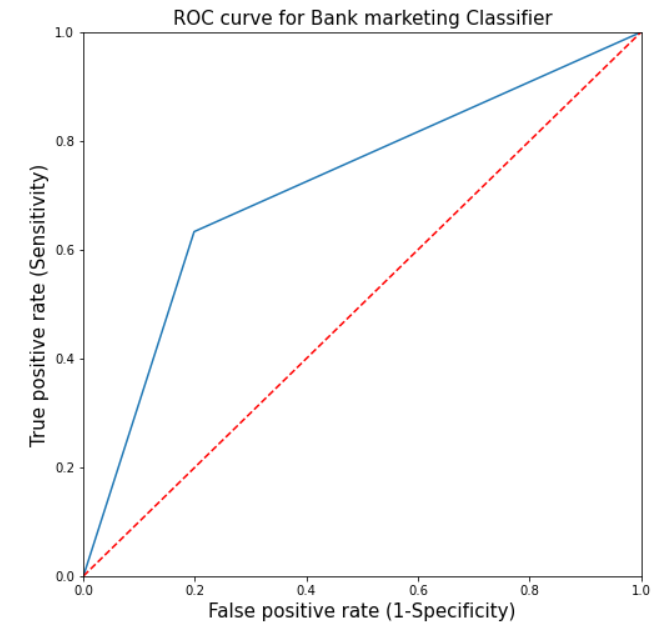 ROC curve for Bank marketing Classifier
1.0
0.8
0.6
0.4
0.2
0.0
True positive rate (Sensitivity)
0.0 0.2 0.4 0.6 0.8 1.0
False positive rate (1-Specificity)